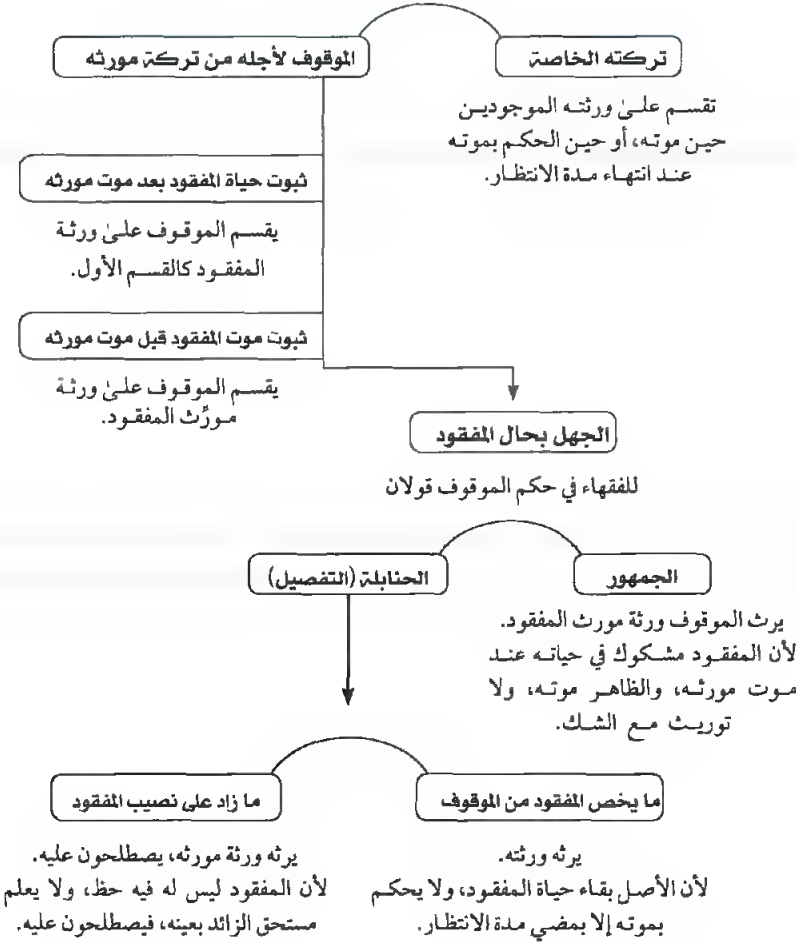 تركته الخاصة
تقسم علىٰ ورثته الموجودين
حين موته، أو حين الحكم بموته
عند انتهاء مدة الانتظار.
الموقوف لأجله من تركة مورثه
ثبوت حياة المفقود بعد موت مورثه
يقسم الموقوف علىٰ ورثة
المفقود كالقسم الأول.
ثبوت موت المفقود قبل موت مورثه
يقسم الموقوف علىٰ ورثة
مورِّث المفقود.
الجهل بحال المفقود
للفقهاء في حكم الموقوف قولان
الجمهور
يرث الموقوف ورثة مورث المفقود.
لأن المفقود مشكوك في حياته عند
موت مورثه، والظاهر موته، ولا
توريث مع الشك.
الحنابلة (التفصيل)
ما يخص المفقود من الموقوف
يرثه ورثته.
لأن الأصل بقاء حياة المفقود، ولا يحكم
بموته إلا بمضي مدة الانتظار.
ما زاد على نصيب المفقود
يرثه ورثة مورثه، يصطلحون عليه.
لأن المفقود ليس له فيه حظ، ولا يعلم
مستحق الزائد بعينه، فيصطلحون عليه.